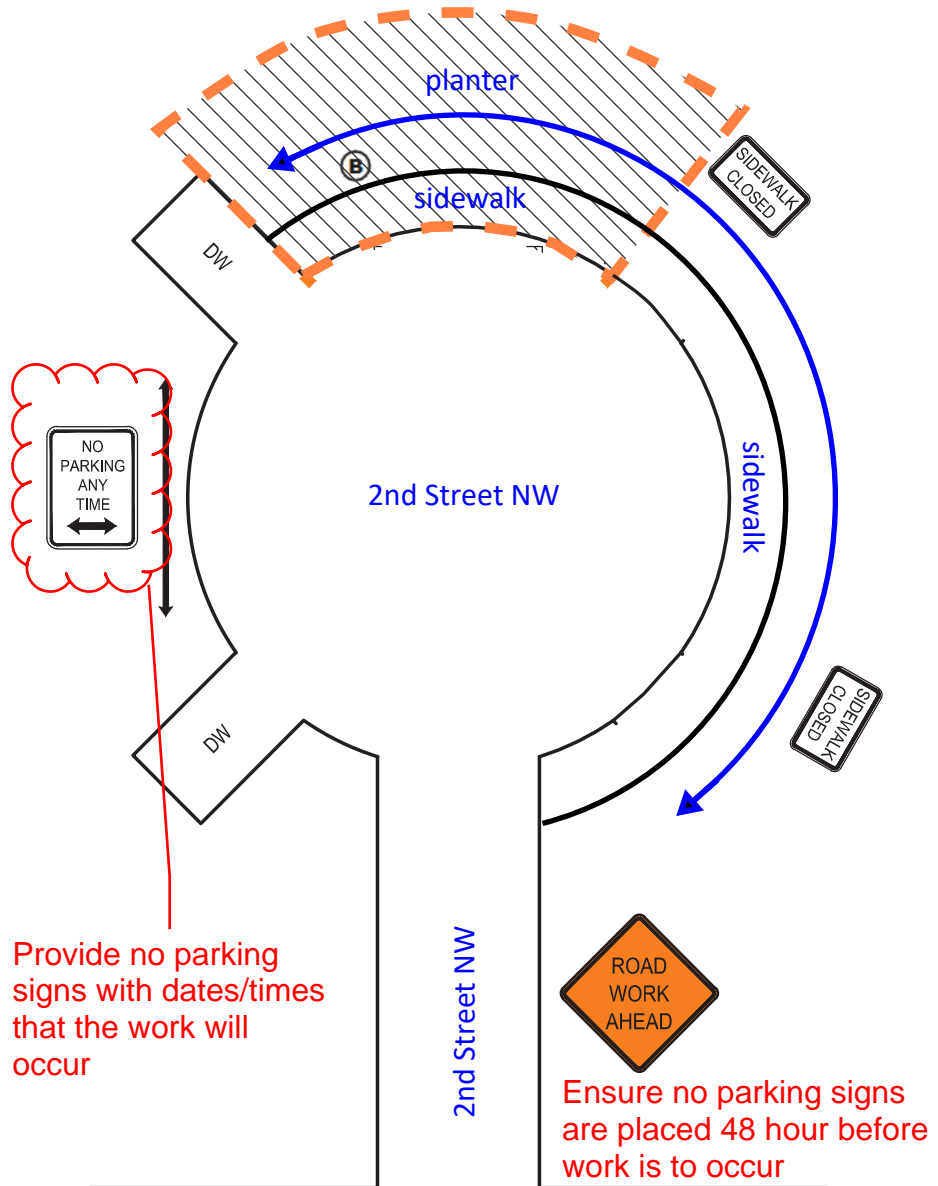 planter
B
sidewalk
SIDEWALK
CLOSED
DW
NO
PARKING
ANY
TIME
2nd Street NW
sidewalk
SIDEWALK
CLOSED
DW
2nd Street NW
ROAD
WORK
AHEAD
Provide no parking
signs with dates/times
that the work will
occur
Ensure no parking signs
are placed 48 hour before
work is to occur